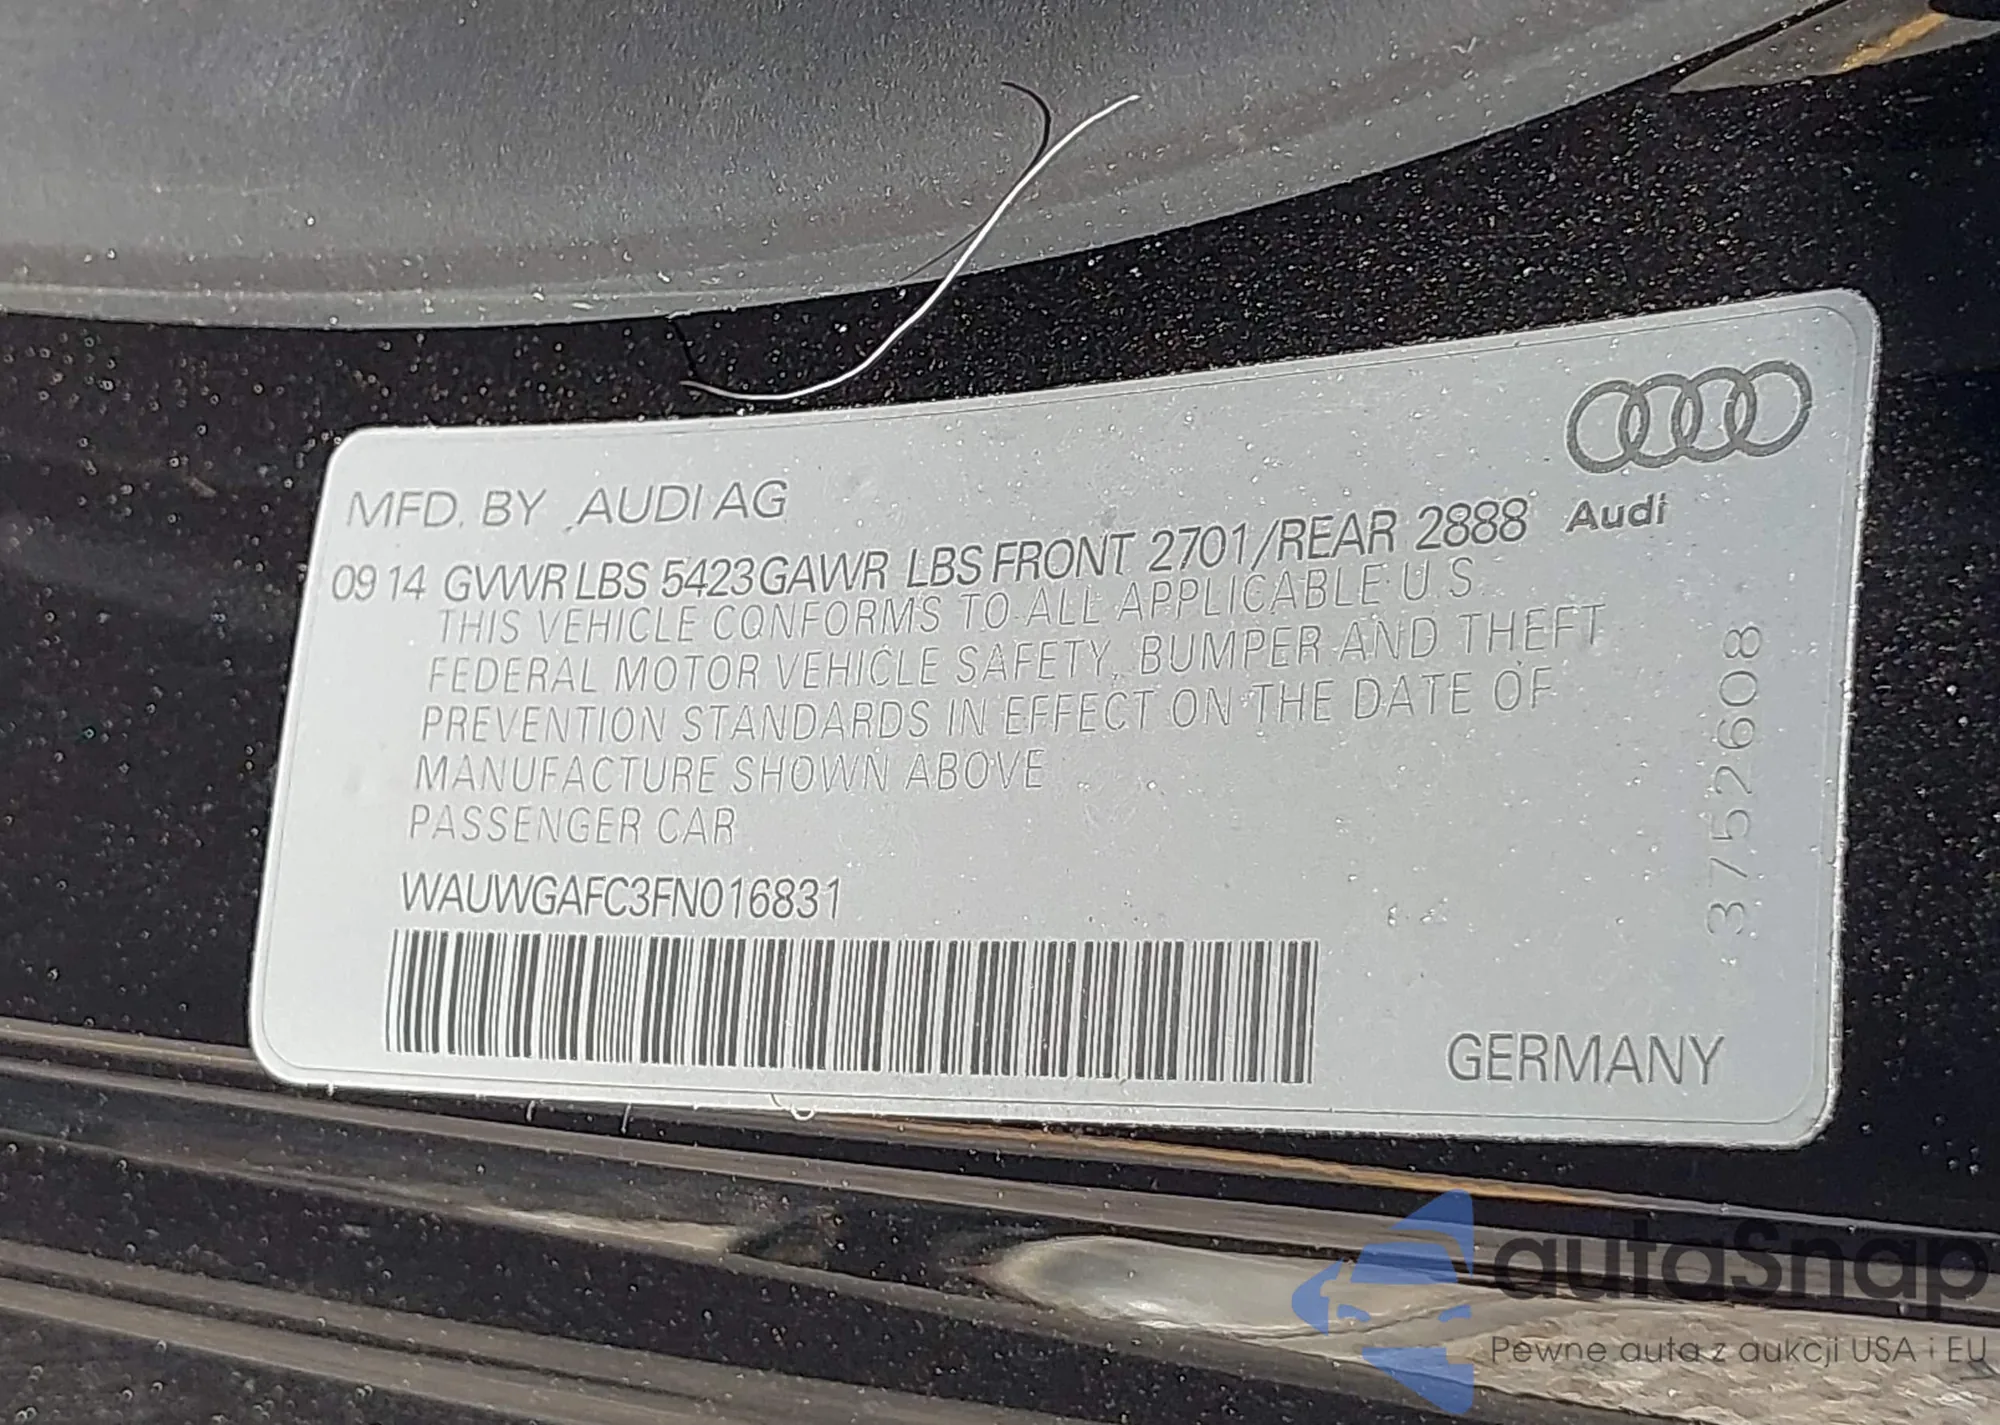 MFD. BY AUDI AG
09 14 GVWR LBS 5423 GAWR LBS FRONT 2701/REAR 2888
Audi
THIS VEHICLE CONFORMS TO ALL APPLICABLE U.S.
FEDERAL MOTOR VEHICLE SAFETY, BUMPER AND THEFT
PREVENTION STANDARDS IN EFFECT ON THE DATE OF
MANUFACTURE SHOWN ABOVE
PASSENGER CAR
WAUWGAFC3FN016831
3752608
GERMANY
autaSnap
Pewne auta z aukcji USA i EU